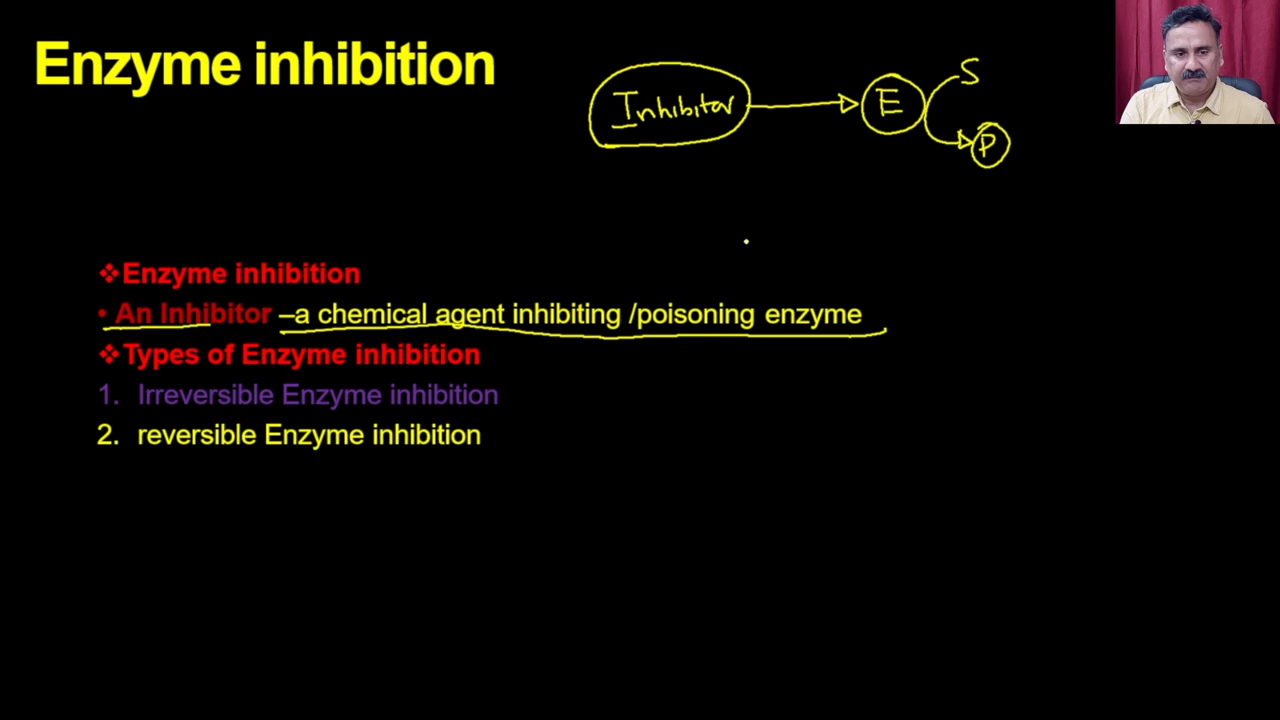 Enzyme inhibition
Inhibitor E S
P
❖Enzyme inhibition
• An Inhibitor –a chemical agent inhibiting /poisoning enzyme
❖Types of Enzyme inhibition
1. Irreversible Enzyme inhibition
2. reversible Enzyme inhibition